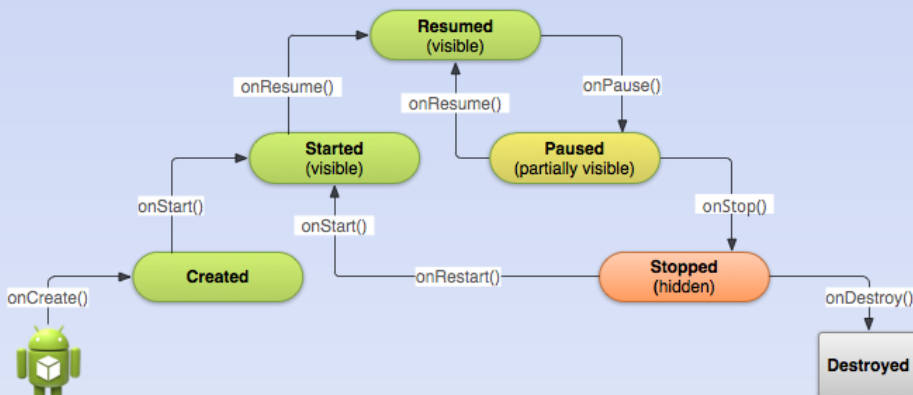 Resumed
(visible)
onResume()
onResume()
onPause()
Started
(visible)
Paused
(partially visible)
onStart()
onStart()
onStop()
Created
onRestart()
Stopped
(hidden)
onCreate()
onDestroy()
Destroyed